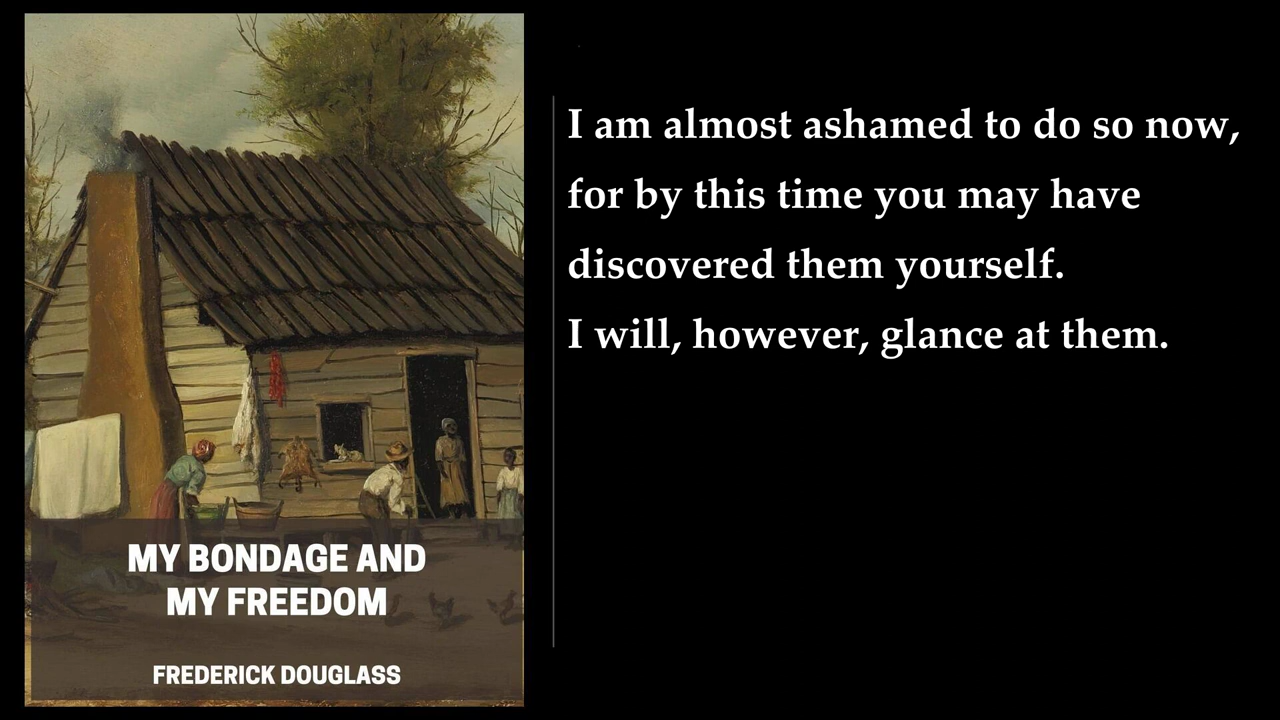 I am almost ashamed to do so now,
for by this time you may have
discovered them yourself.
I will, however, glance at them.
MY BONDAGE AND
MY FREEDOM
FREDERICK DOUGLASS